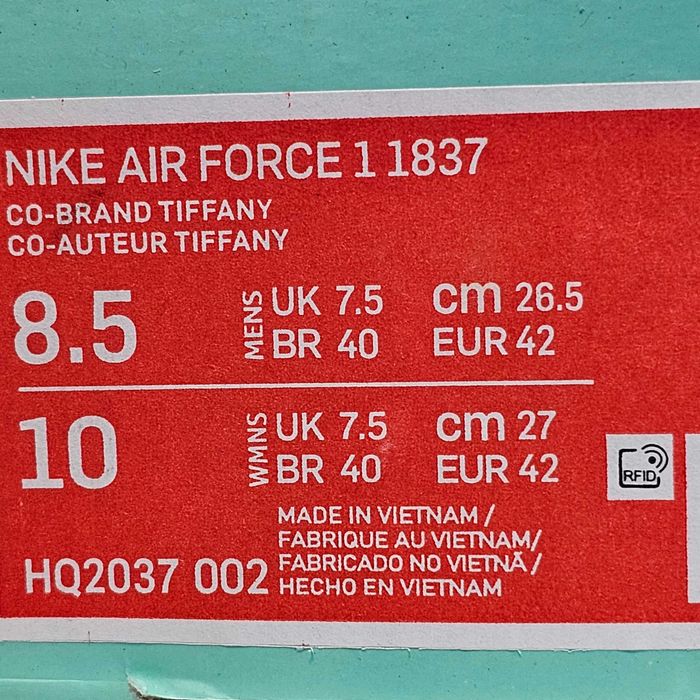 NIKE AIR FORCE 1 1837
CO-BRAND TIFFANY
CO-AUTEUR TIFFANY
8.5 MENS UK 7.5 cm 26.5
BR 40 EUR 42
10 WMNS UK 7.5 cm 27
BR 40 EUR 42
RFID
MADE IN VIETNAM /
FABRIQUE AU VIETNAM/
FABRICADO NO VIETNÃ /
HECHO EN VIETNAM
HQ2037 002